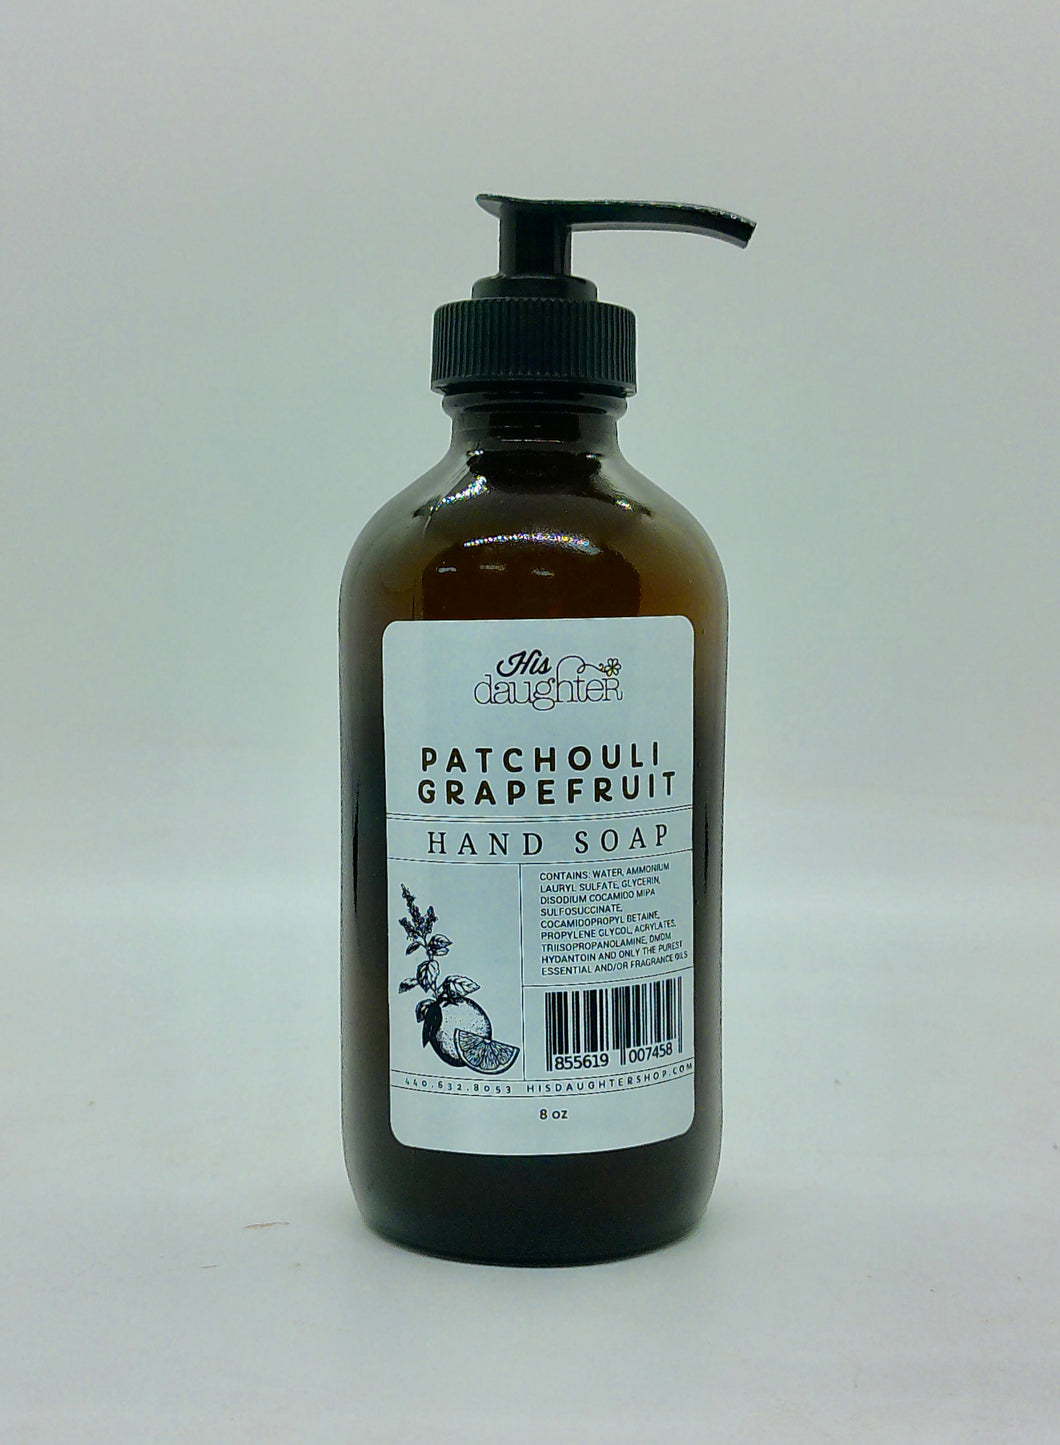 His
daughter
PATCHOULI
GRAPEFRUIT
HAND SOAP
CONTAINS: WATER, AMMONIUM
LAURYL SULFATE, GLYCERIN,
DISODIUM COCAMIDO MIPA
SULFOSUCCINATE,
COCAMIDOPROPYL BETAINE,
PROPYLENE GLYCOL, ACRYLATES,
TRIISOPROPANOLAMINE, DMDM
HYDANTOIN AND ONLY THE PUREST
ESSENTIAL AND/OR FRAGRANCE OILS
855619 007458
440.632.8053 HISDAUGHTERSHOP.COM
8 oz